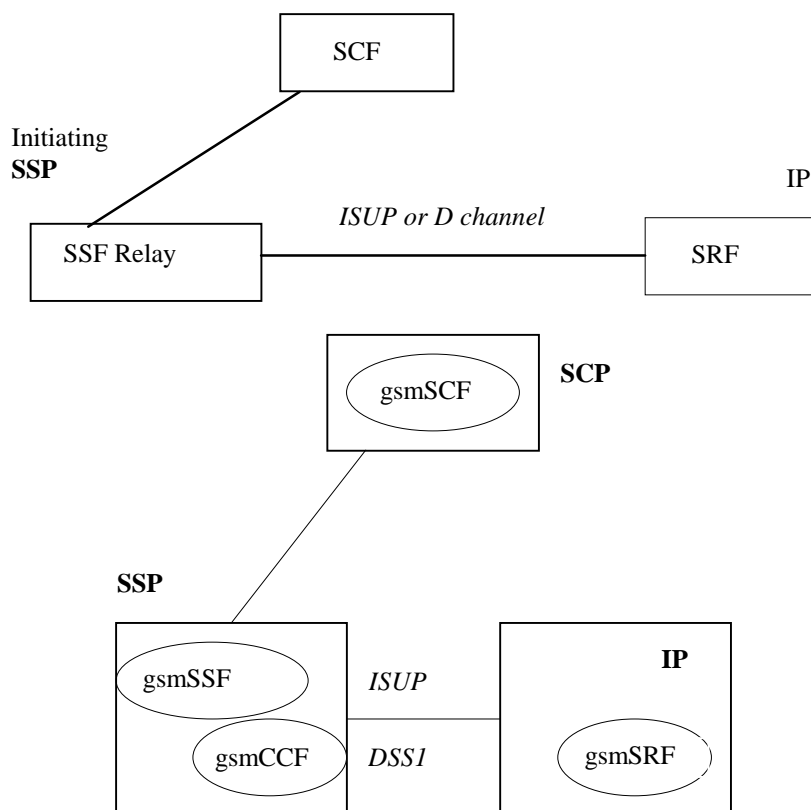 SCF
Initiating
SSP
IP
ISUP or D channel
SSF Relay
SRF
gsmSCF
SCP
SSP
gsmSSF
ISUP
IP
gsmCCF
DSS1
gsmSRF